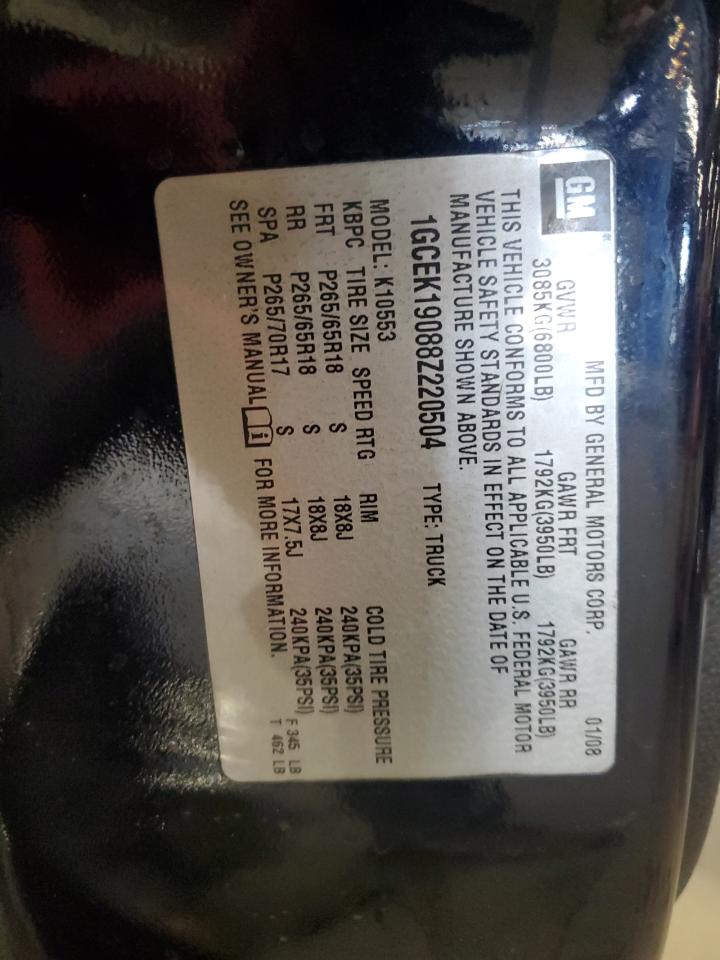 GM
MFD BY GENERAL MOTORS CORP. 01/08
GVWR GAWR FRT GAWR RR
3085KG(6800LB) 1792KG(3950LB) 1792KG(3950LB)
THIS VEHICLE CONFORMS TO ALL APPLICABLE U.S. FEDERAL MOTOR
VEHICLE SAFETY STANDARDS IN EFFECT ON THE DATE OF
MANUFACTURE SHOWN ABOVE.
1GCEK19088Z220504 TYPE: TRUCK
MODEL: K10553
KBPC TIRE SIZE SPEED RTG RIM COLD TIRE PRESSURE
FRT P265/65R18 S 18X8J 240KPA(35PSI)
RR P265/65R18 S 18X8J 240KPA(35PSI)
SPA P265/70R17 S 17X7.5J 240KPA(35PSI)
SEE OWNER'S MANUAL FOR MORE INFORMATION.
F 345 LB
T 462 LB